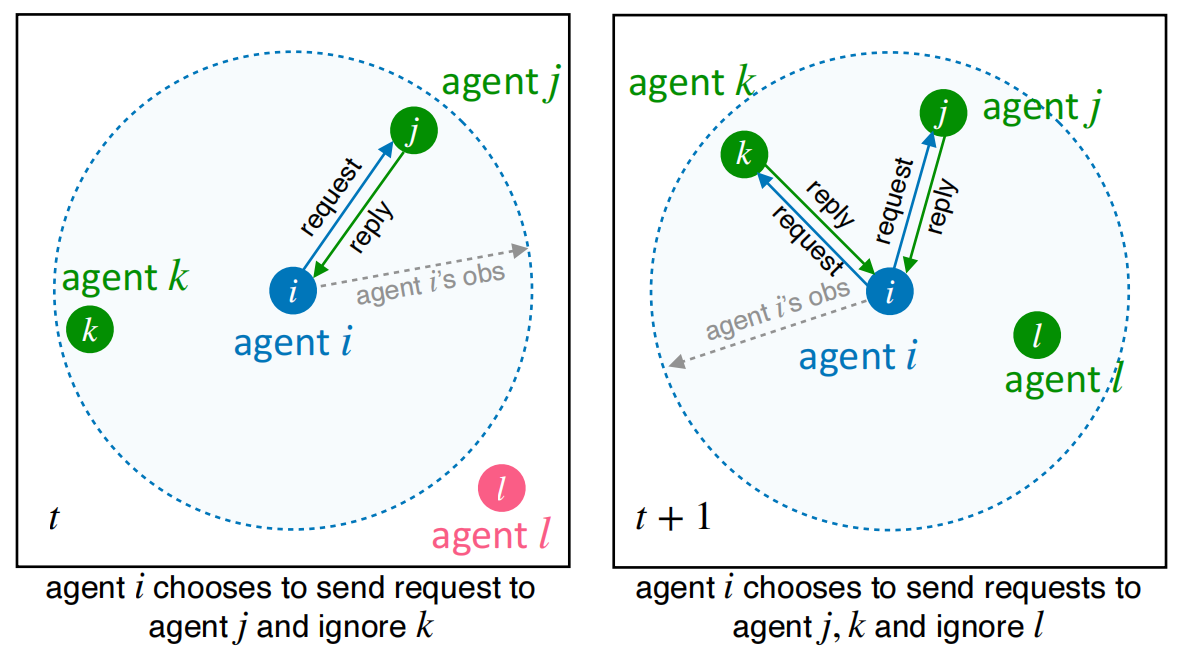 agent j
j
request
reply
agent k
k
i
agent i's obs
agent i
l
agent l
t
agent i chooses to send request to
agent j and ignore k
agent k
agent j
j
k
request
reply
reply
request
i
agent i's obs
agent i
l
agent l
t + 1
agent i chooses to send requests to
agent j, k and ignore l